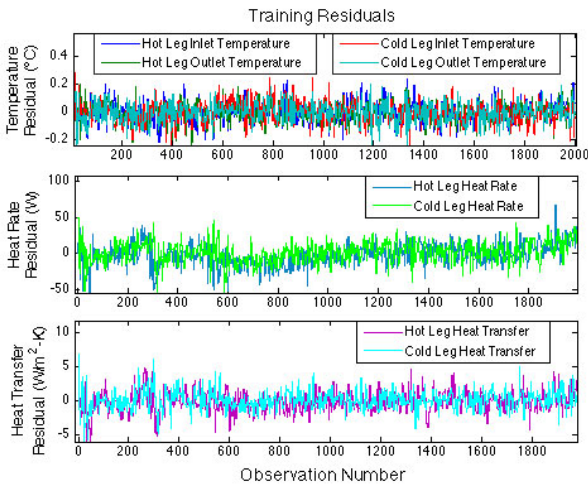 Training Residuals
Hot Leg Inlet Temperature
Cold Leg Inlet Temperature
Hot Leg Outlet Temperature
Cold Leg Outlet Temperature
Temperature
Residual (°C)
0.4
0.2
0
-0.2
200 400 600 800 1000 1200 1400 1600 1800 2000
Hot Leg Heat Rate
Cold Leg Heat Rate
Heat Rate
Residual (W)
100
50
0
-50
0 200 400 600 800 1000 1200 1400 1600 1800
Hot Leg Heat Transfer
Cold Leg Heat Transfer
Heat Transfer
Residual (W/m²-K)
10
5
0
-5
0 200 400 600 800 1000 1200 1400 1600 1800
Observation Number